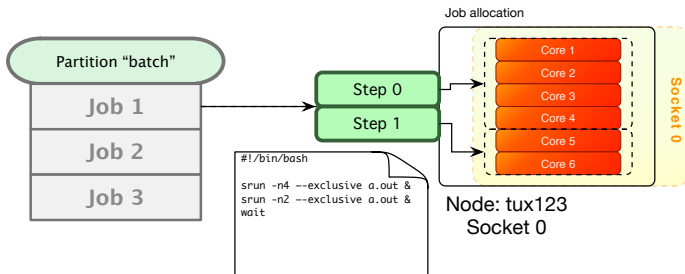 Job allocation
Partition “batch”
Job 1
Job 2
Job 3
Step 0
Step 1
Core 1
Core 2
Core 3
Core 4
Core 5
Core 6
Socket 0
#!/bin/bash
srun -n4 --exclusive a.out &
srun -n2 --exclusive a.out &
wait
Node: tux123
Socket 0